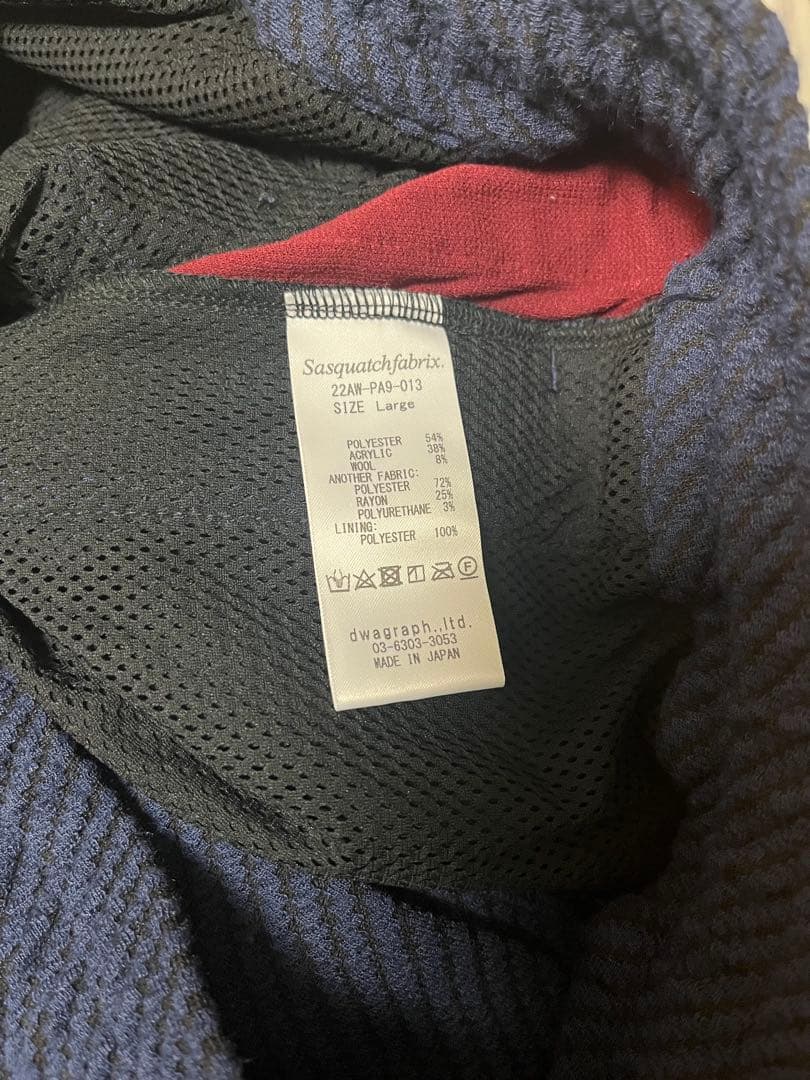 Sasquatchfabrix.
22AW-PA9-013
SIZE Large
POLYESTER 54%
ACRYLIC 38%
WOOL 8%
ANOTHER FABRIC:
POLYESTER 72%
RAYON 25%
POLYURETHANE 3%
LINING:
POLYESTER 100%
F
dwagraph.,ltd.
03-6303-3053
MADE IN JAPAN